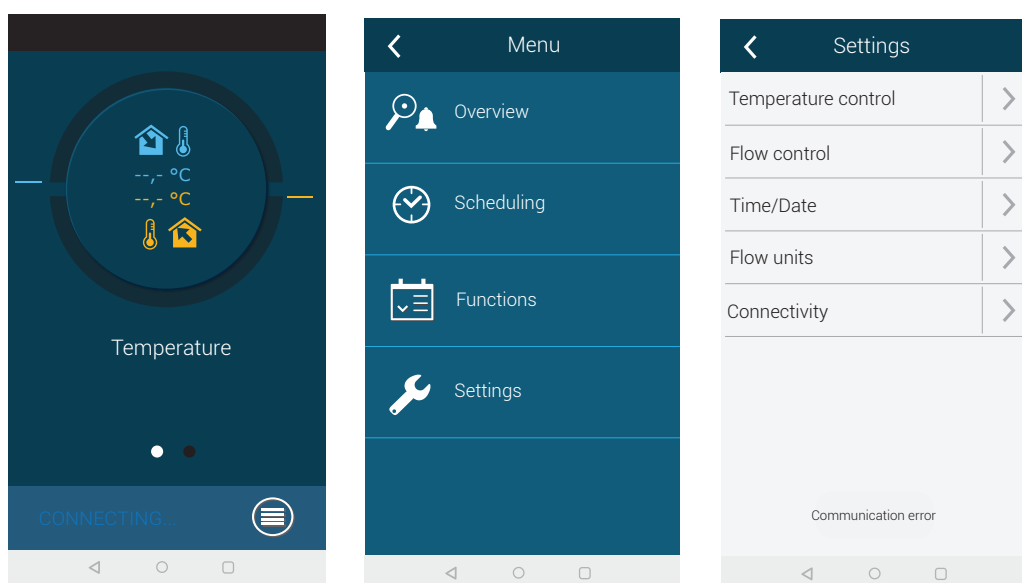 --,- °C
--,- °C
Temperature
CONNECTING...
Menu
Overview
Scheduling
Functions
Settings
Settings
Temperature control
Flow control
Time/Date
Flow units
Connectivity
Communication error